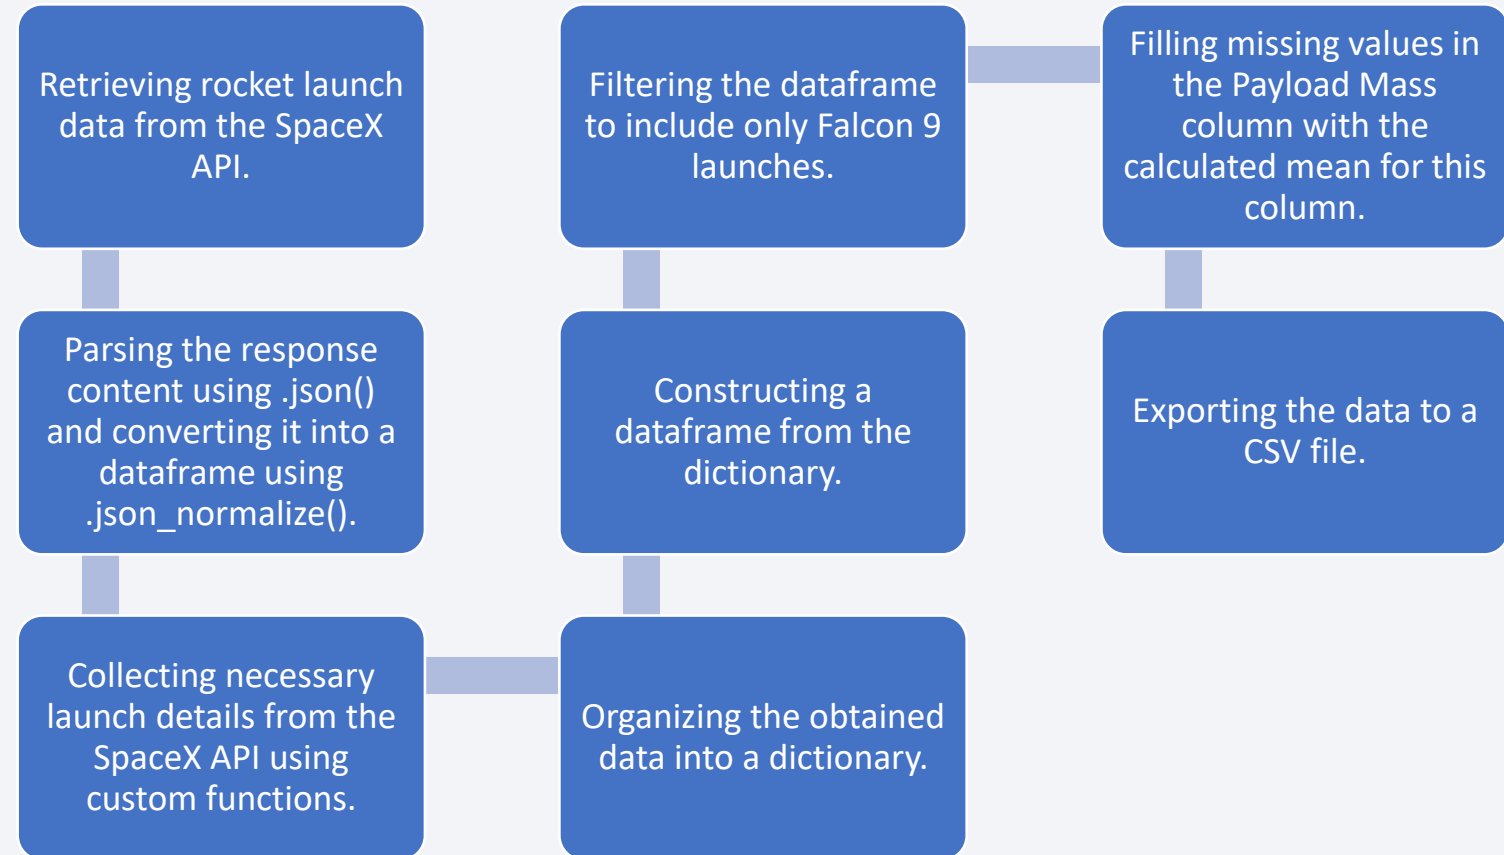 Retrieving rocket launch
data from the SpaceX
API.
Parsing the response
content using .json()
and converting it into a
dataframe using
.json_normalize().
Collecting necessary
launch details from the
SpaceX API using
custom functions.
Organizing the obtained
data into a dictionary.
Constructing a
dataframe from the
dictionary.
Filtering the dataframe
to include only Falcon 9
launches.
Filling missing values in
the Payload Mass
column with the
calculated mean for this
column.
Exporting the data to a
CSV file.